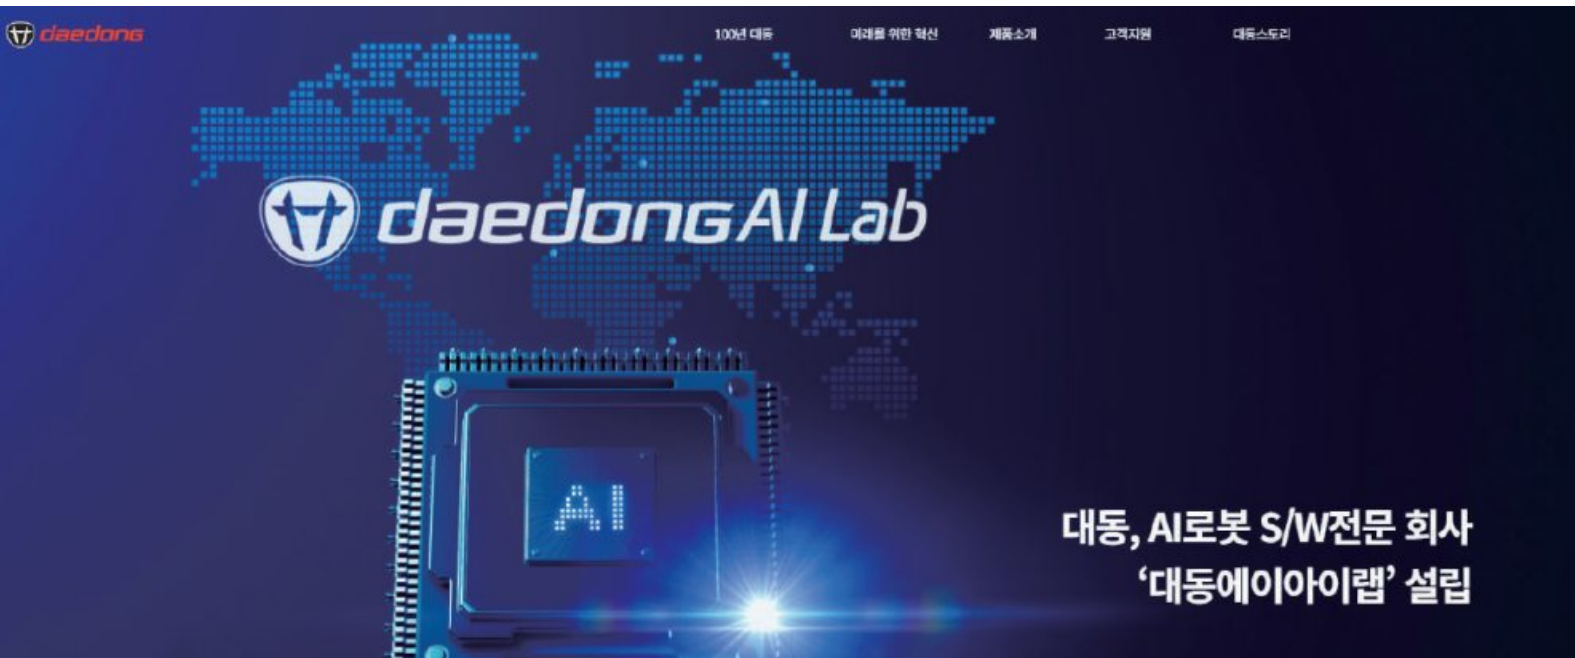 daedong
100년 대동 미래를 위한 혁신 제품소개 고객지원 대동스토리
daedong AI Lab
AI
대동, AI로봇 S/W전문 회사
‘대동에이아이랩’ 설립